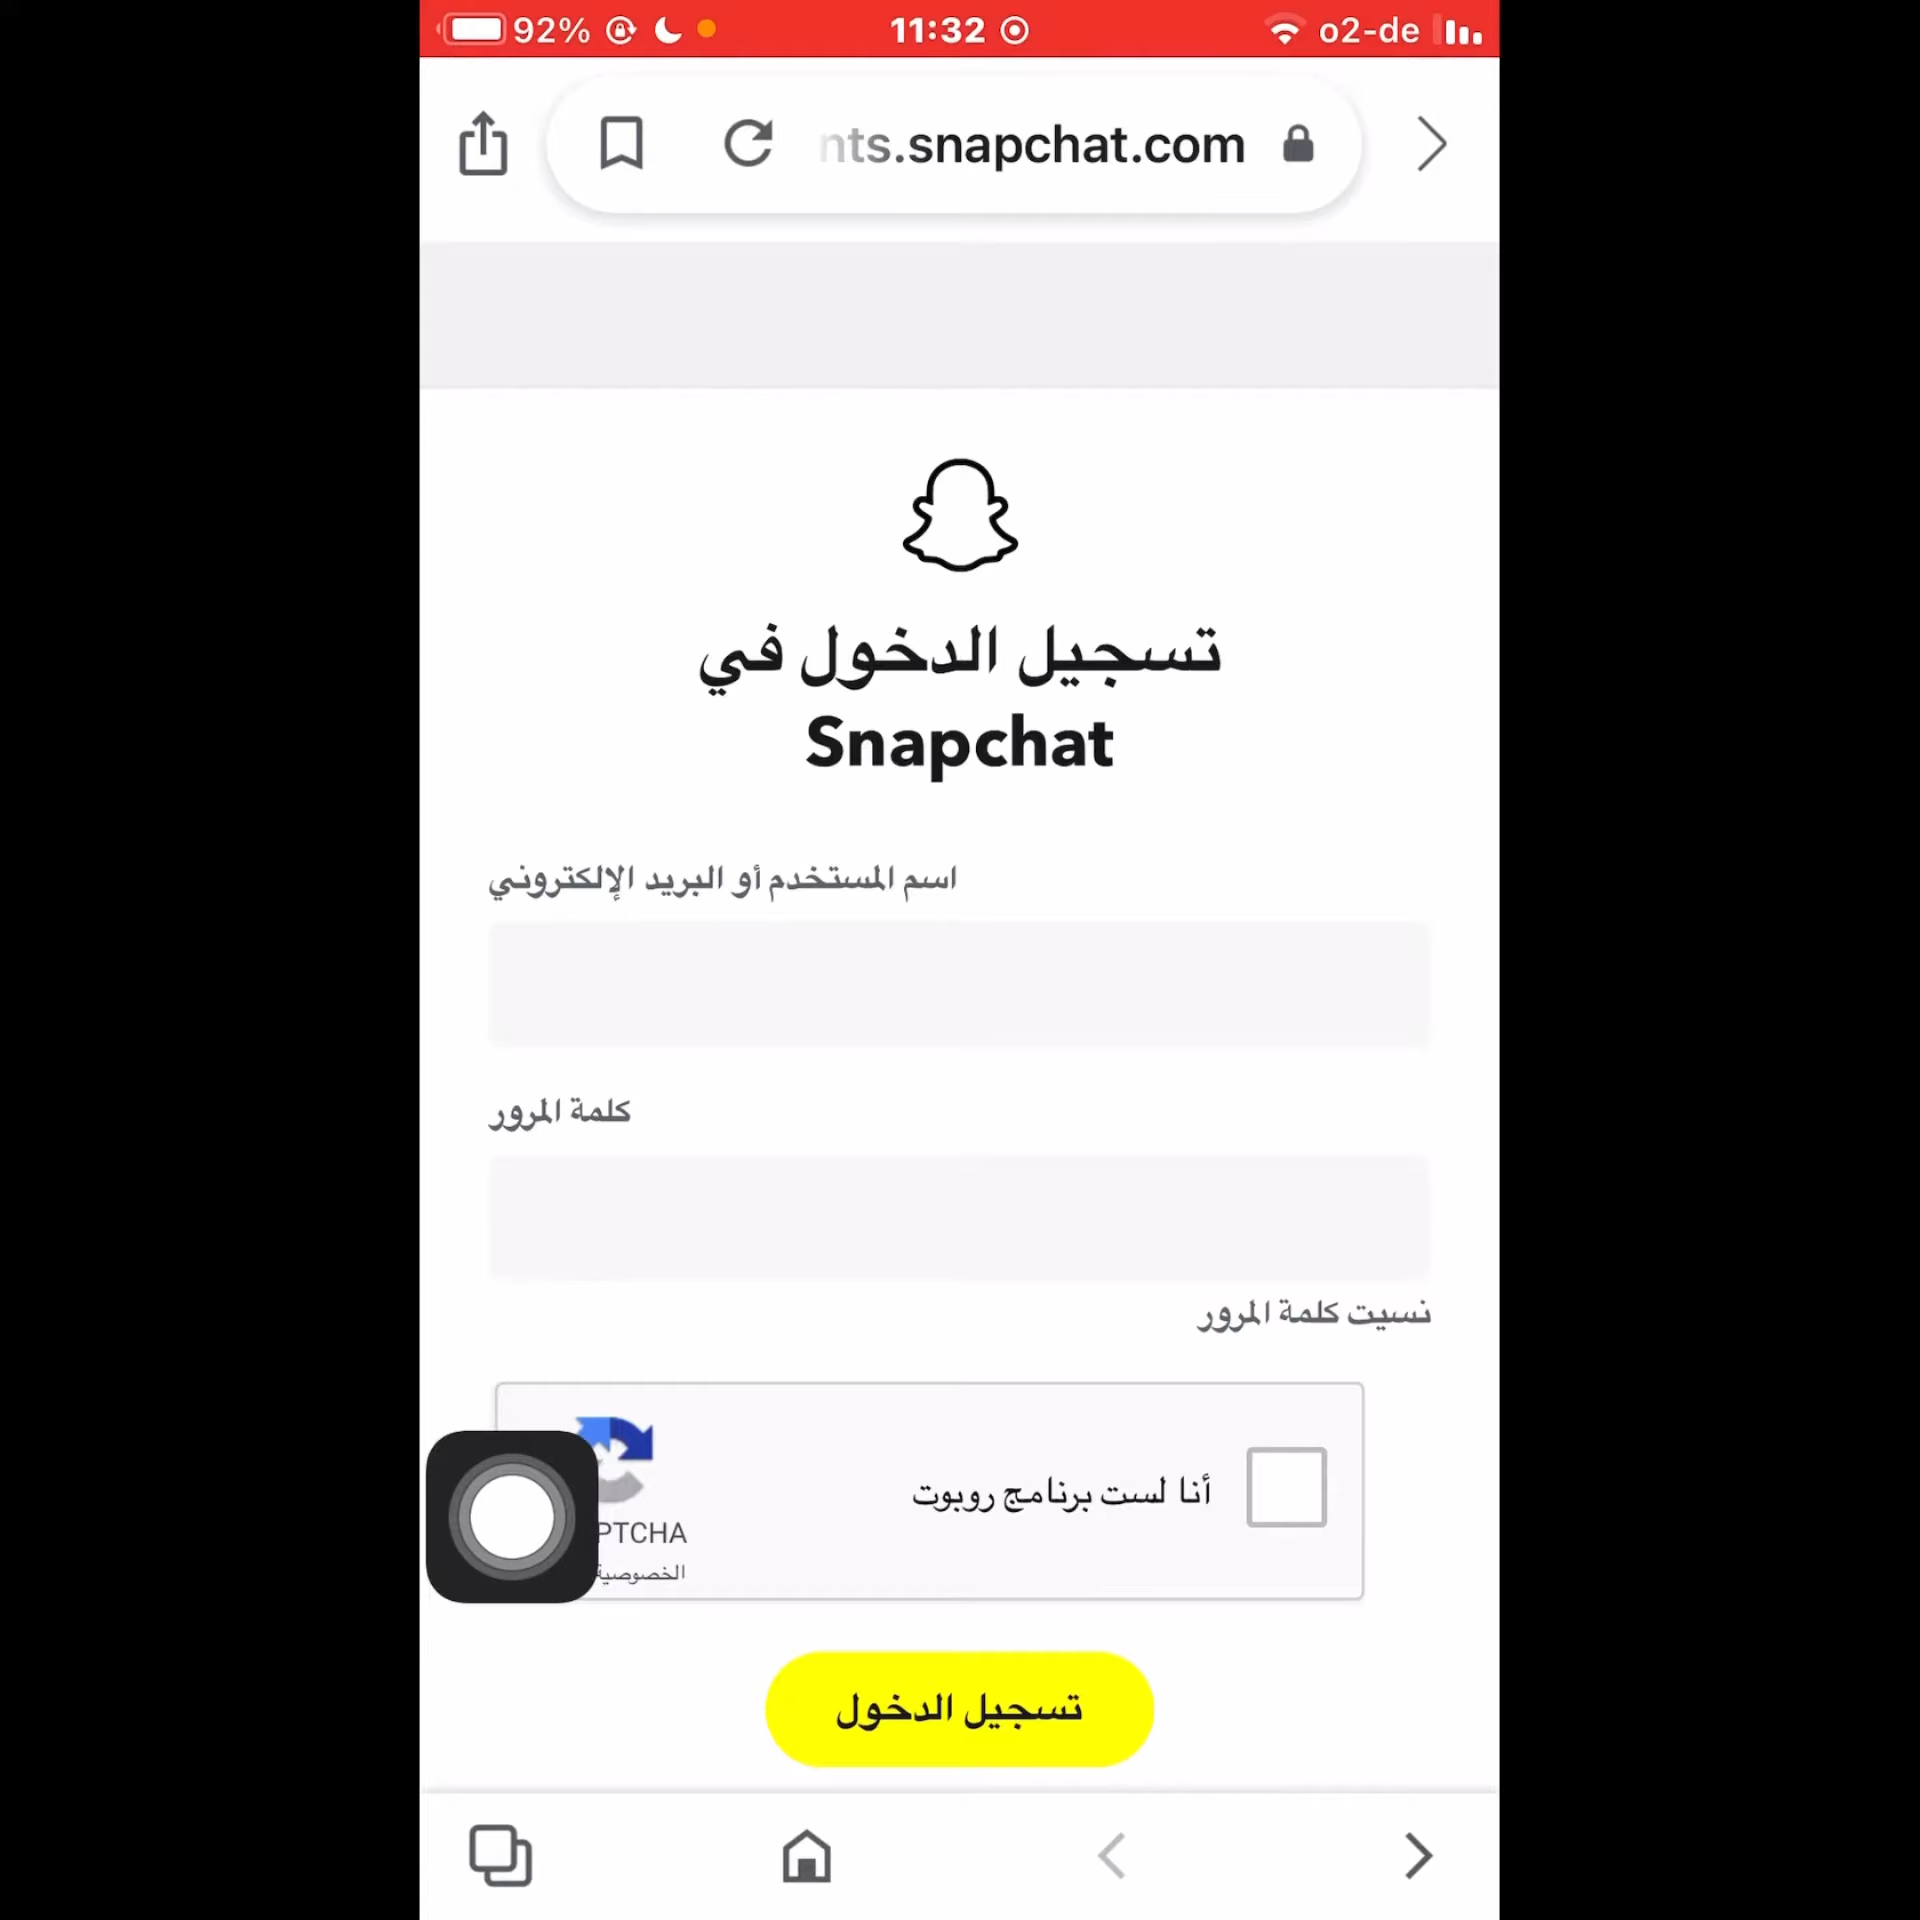 92%
11:32
o2-de
nts.snapchat.com
تسجيل الدخول في
Snapchat
اسم المستخدم أو البريد الإلكتروني
كلمة المرور
نسيت كلمة المرور
أنا لست برنامج روبوت
PTCHA
الخصوصية
تسجيل الدخول